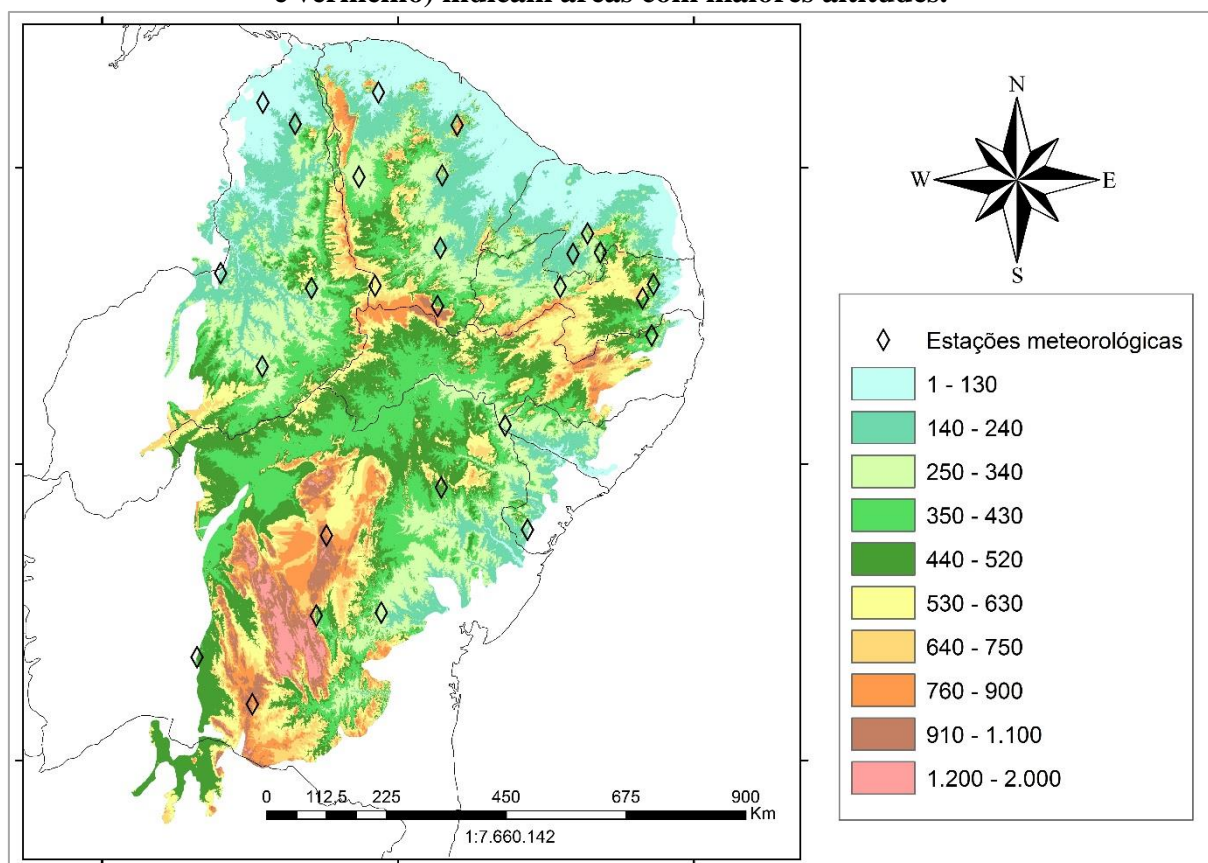 e vermelho) indicam áreas com maiores altitudes.
N
W E
S
Estações meteorológicas
1 - 130
140 - 240
250 - 340
350 - 430
440 - 520
530 - 630
640 - 750
760 - 900
910 - 1.100
1.200 - 2.000
0 112,5 225 450 675 900
Km
1:7.660.142